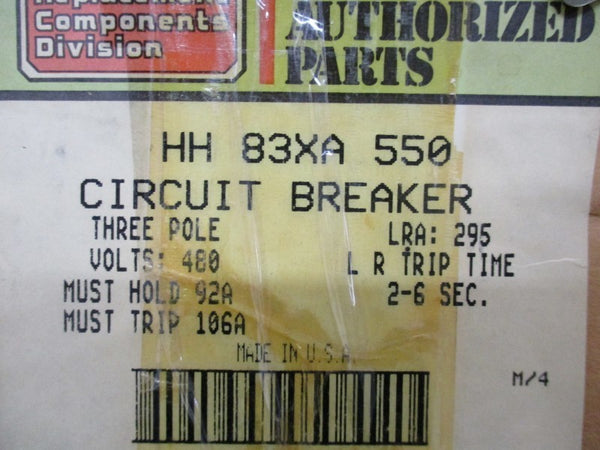 Replacement
Components
Division
AUTHORIZED
PARTS
HH 83XA 550
CIRCUIT BREAKER
THREE POLE
LRA: 295
VOLTS: 480
L R TRIP TIME
MUST HOLD 92A
2-6 SEC.
MUST TRIP 106A
MADE IN U.S.A.
M/4